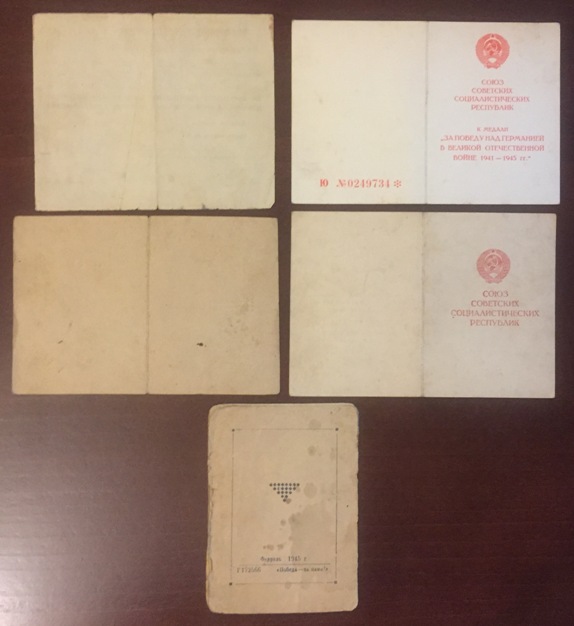 СОЮЗ
СОВЕТСКИХ
СОЦИАЛИСТИЧЕСКИХ
РЕСПУБЛИК
К МЕДАЛИ
„ЗА ПОБЕДУ НАД ГЕРМАНИЕЙ
В ВЕЛИКОЙ ОТЕЧЕСТВЕННОЙ
ВОЙНЕ 1941–1945 гг."
Ю №0249734
СОЮЗ
СОВЕТСКИХ
СОЦИАЛИСТИЧЕСКИХ
РЕСПУБЛИК
1945 г.